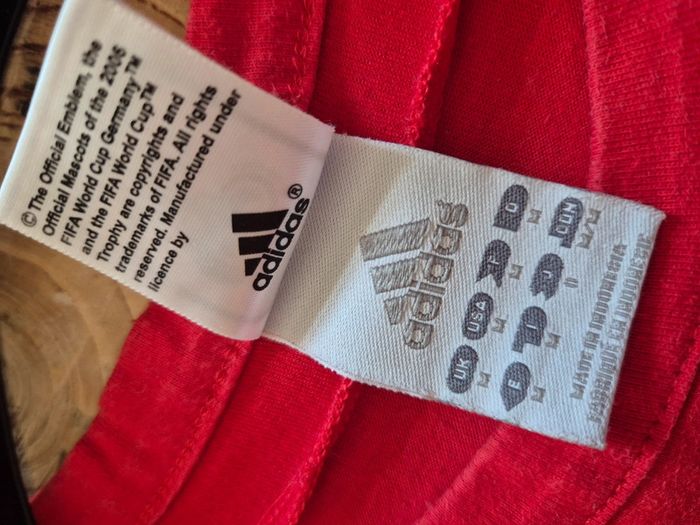 © The Official Emblem, the
Official Mascots of the 2006
FIFA World Cup Germany™
and the FIFA World Cup™
Trophy are copyrights and
trademarks of FIFA. All rights
reserved. Manufactured under
licence by
adidas®
adidas
UK USA
M M M
M
M/M
MADE IN INDONESIA
FABRIQUE EN INDONESIE